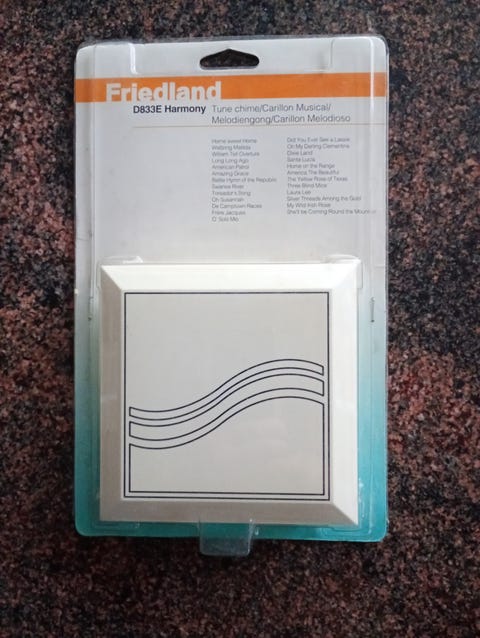 Friedland
D833E Harmony
Tune chime/Carillon Musical/
Melodiengong/Carillon Melodioso
Home sweet Home
Waltzing Matilda
William Tell Overture
Long Long Ago
American Patrol
Amazing Grace
Battle Hymn of the Republic
Swanee River
Toreador's Song
Oh Susannah
De Camptown Races
Frère Jacques
O' Sole Mio
Did You Ever See a Lassie
Oh My Darling Clementine
Dixie Land
Santa Lucia
Home on the Range
America The Beautiful
The Yellow Rose of Texas
Three Blind Mice
Laura Lee
Silver Threads Among the Gold
My Wild Irish Rose
She'll be Coming Round the Mountain